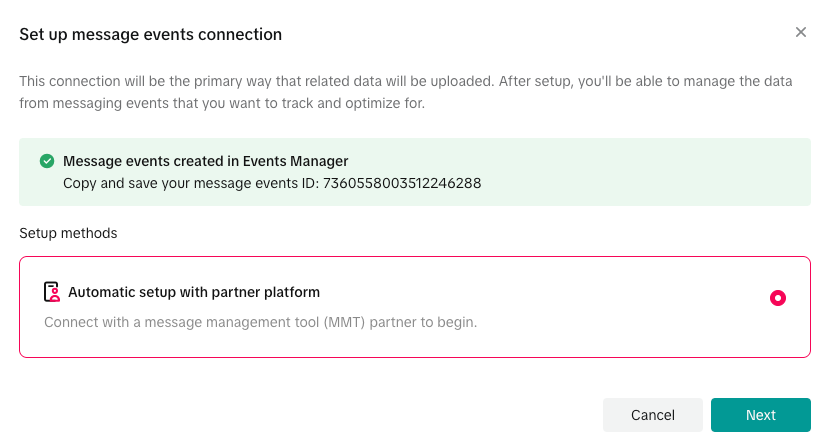 Set up message events connection
This connection will be the primary way that related data will be uploaded. After setup, you'll be able to manage the data
from messaging events that you want to track and optimize for.
Message events created in Events Manager
Copy and save your message events ID: 7360558003512246288
Setup methods
Automatic setup with partner platform
Connect with a message management tool (MMT) partner to begin.
Cancel Next